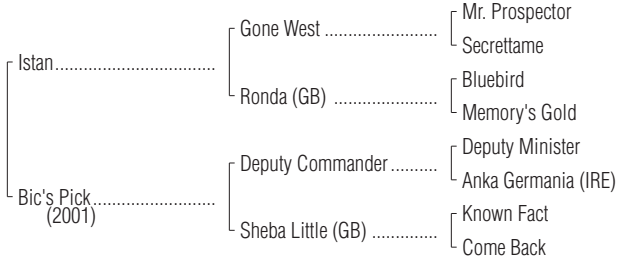 Mr. Prospector
Gone West ........................
Secrettame
Istan.................................
Bluebird
Ronda (GB) ......................
Memory's Gold
Deputy Minister
Deputy Commander..........
Anka Germania (IRE)
Bic's Pick.........................
(2001)
Known Fact
Sheba Little (GB) ..............
Come Back